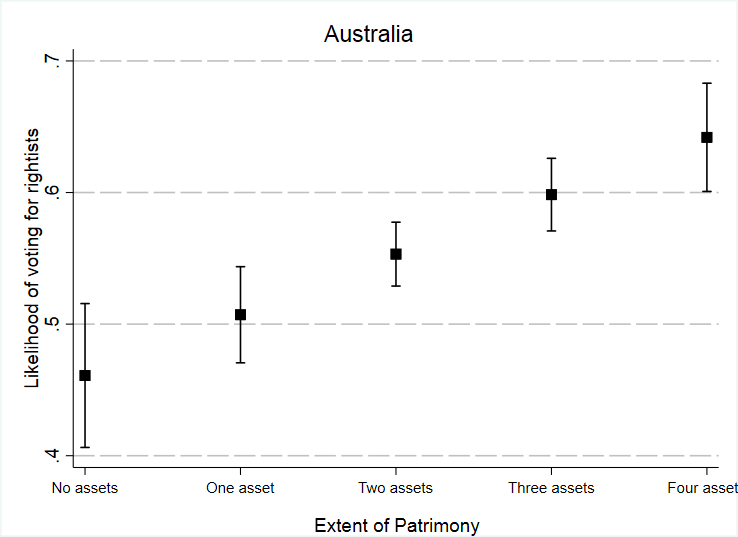 Australia
Likelihood of voting for rightists
.7
.6
.5
.4
No assets One asset Two assets Three assets Four asset
Extent of Patrimony